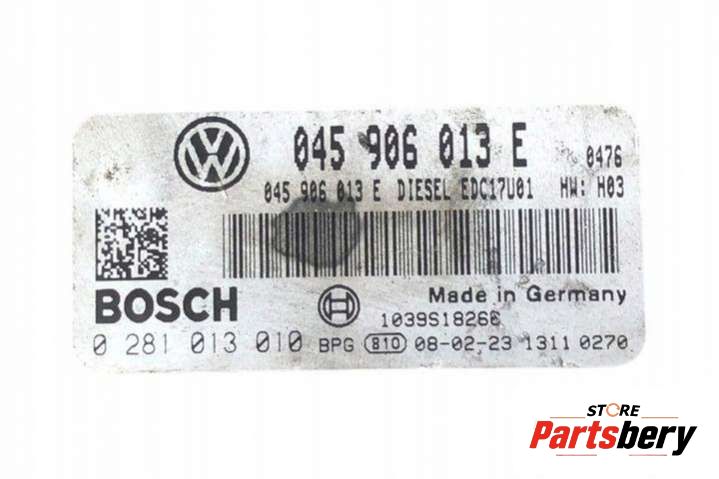 045 906 013 E 0476
045 906 013 E DIESEL EDC17U01 HW: H03
BOSCH
Made in Germany
0 281 013 010 BPG 810 08-02-23 1311 0270
STORE
Partsbery